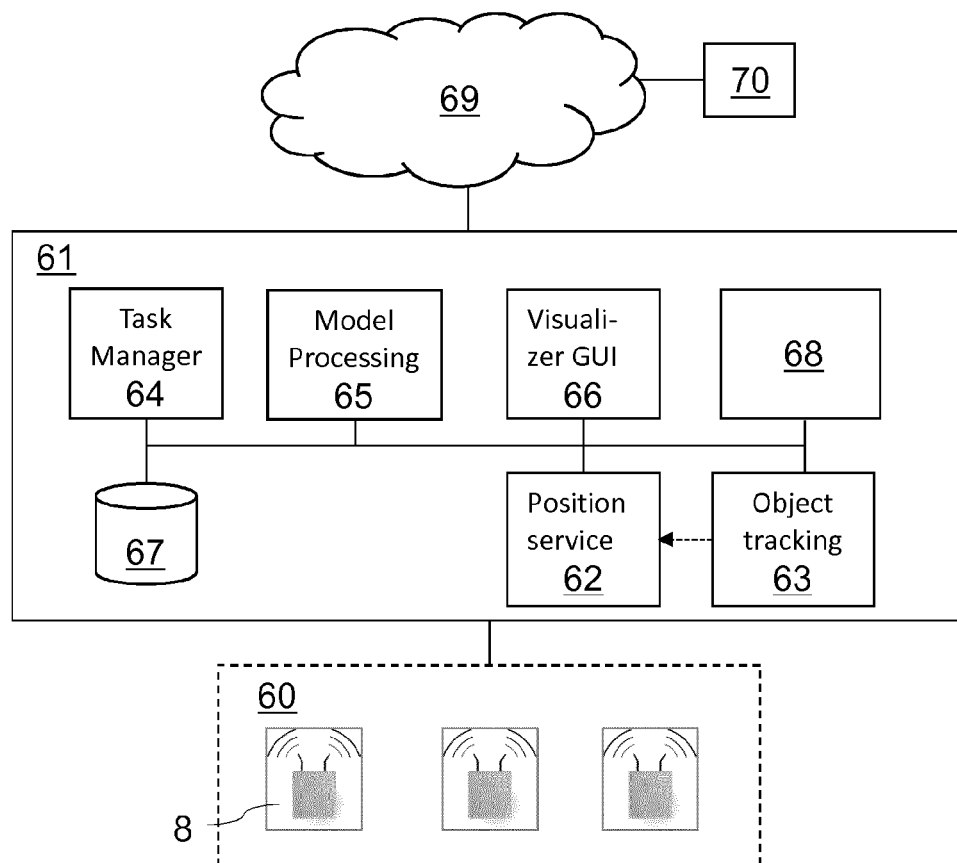 69
70
61
Task
Manager
64
Model
Processing
65
Visuali-
zer GUI
66
68
67
Position
service
62
Object
tracking
63
60
8